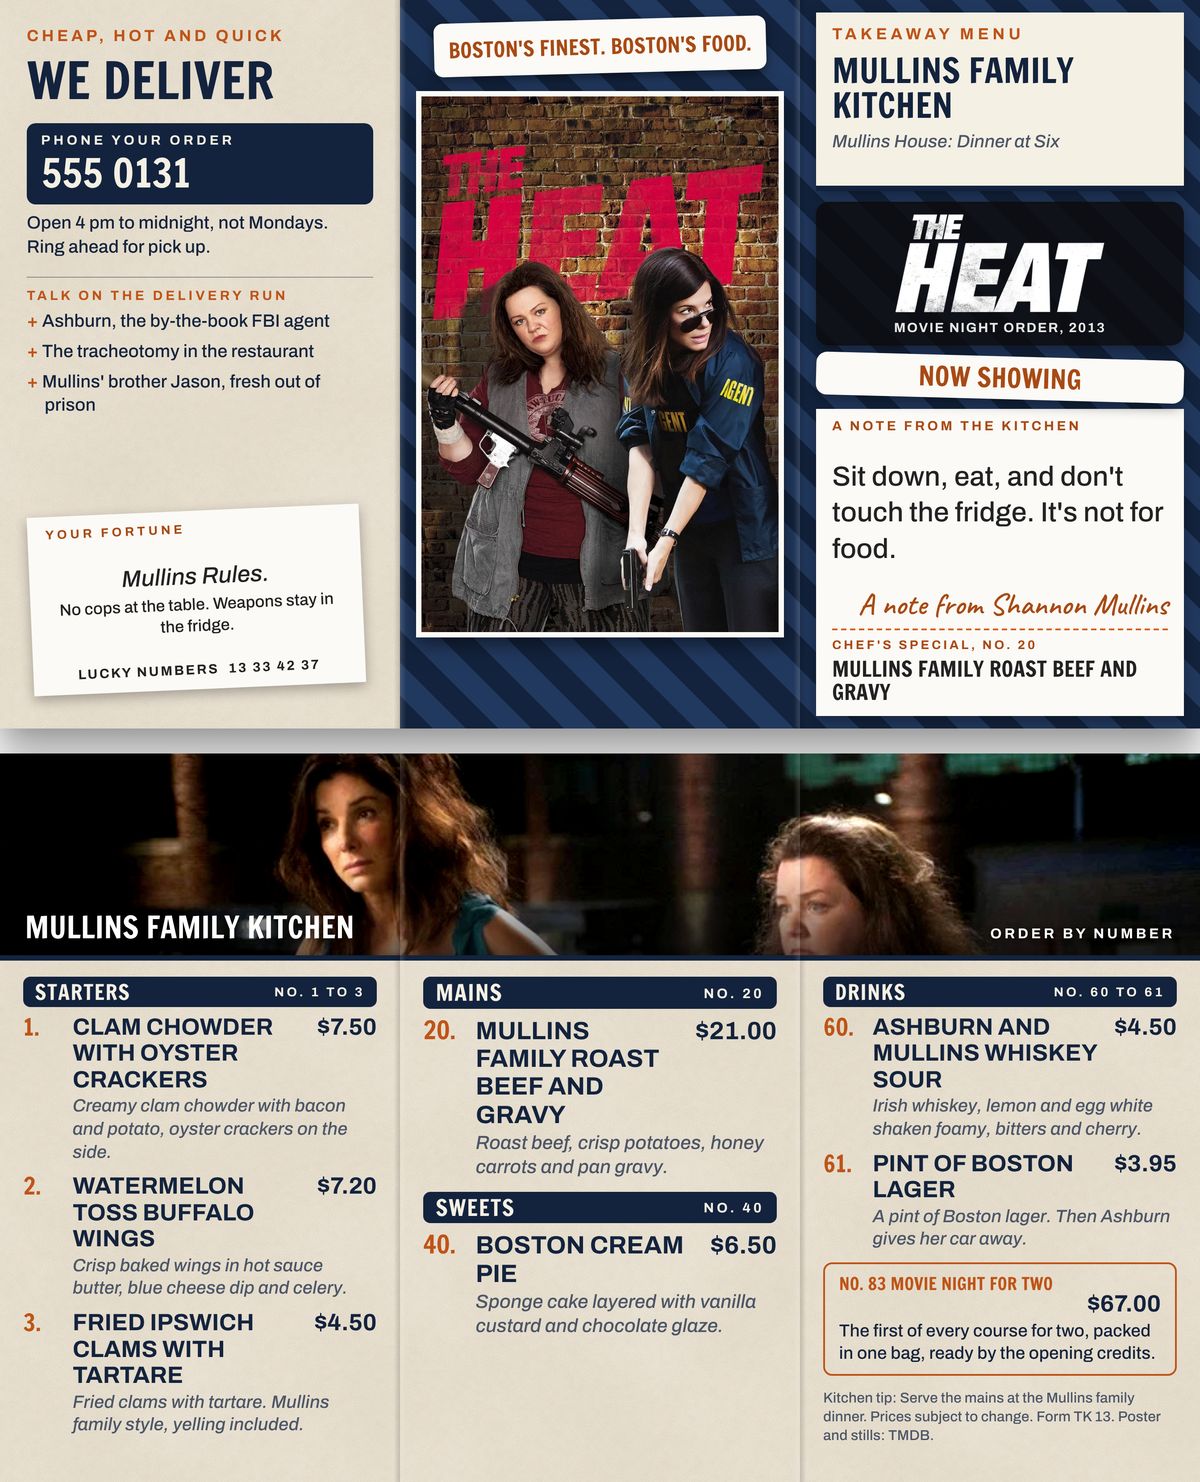 CHEAP, HOT AND QUICK
WE DELIVER
PHONE YOUR ORDER
555 0131
Open 4 pm to midnight, not Mondays.
Ring ahead for pick up.
TALK ON THE DELIVERY RUN
+ Ashburn, the by-the-book FBI agent
+ The tracheotomy in the restaurant
+ Mullins' brother Jason, fresh out of
prison
YOUR FORTUNE
Mullins Rules.
No cops at the table. Weapons stay in
the fridge.
LUCKY NUMBERS 13 33 42 37
BOSTON'S FINEST. BOSTON'S FOOD.
THE
HEAT
AGENT
GENT
TAKEAWAY MENU
MULLINS FAMILY
KITCHEN
Mullins House: Dinner at Six
THE
HEAT
MOVIE NIGHT ORDER, 2013
NOW SHOWING
A NOTE FROM THE KITCHEN
Sit down, eat, and don't
touch the fridge. It's not for
food.
A note from Shannon Mullins
CHEF'S SPECIAL, NO. 20
MULLINS FAMILY ROAST BEEF AND
GRAVY
MULLINS FAMILY KITCHEN
ORDER BY NUMBER
STARTERS NO. 1 TO 3
1. CLAM CHOWDER $7.50
WITH OYSTER
CRACKERS
Creamy clam chowder with bacon
and potato, oyster crackers on the
side.
2. WATERMELON $7.20
TOSS BUFFALO
WINGS
Crisp baked wings in hot sauce
butter, blue cheese dip and celery.
3. FRIED IPSWICH $4.50
CLAMS WITH
TARTARE
Fried clams with tartare. Mullins
family style, yelling included.
MAINS NO. 20
20. MULLINS $21.00
FAMILY ROAST
BEEF AND
GRAVY
Roast beef, crisp potatoes, honey
carrots and pan gravy.
SWEETS NO. 40
40. BOSTON CREAM $6.50
PIE
Sponge cake layered with vanilla
custard and chocolate glaze.
DRINKS NO. 60 TO 61
60. ASHBURN AND $4.50
MULLINS WHISKEY
SOUR
Irish whiskey, lemon and egg white
shaken foamy, bitters and cherry.
61. PINT OF BOSTON $3.95
LAGER
A pint of Boston lager. Then Ashburn
gives her car away.
NO. 83 MOVIE NIGHT FOR TWO
$67.00
The first of every course for two, packed
in one bag, ready by the opening credits.
Kitchen tip: Serve the mains at the Mullins family
dinner. Prices subject to change. Form TK 13. Poster
and stills: TMDB.